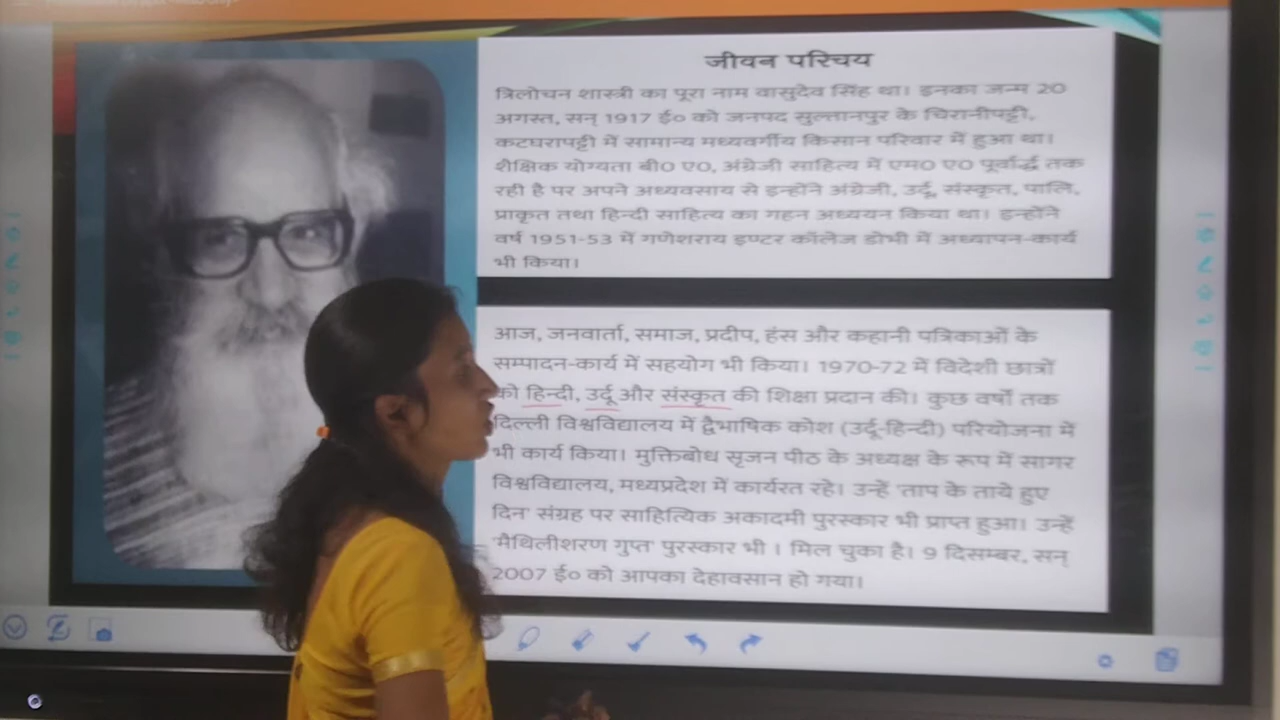 जीवन परिचय
त्रिलोचन शास्त्री का पूरा नाम वासुदेव सिंह था। इनका जन्म 20
अगस्त, सन् 1917 ई० को जनपद सुल्तानपुर के चिरानीपट्टी,
कटघरापट्टी में सामान्य मध्यवर्गीय किसान परिवार में हुआ था।
शैक्षिक योग्यता बी0 ए०, अंग्रेजी साहित्य में एम0 ए० पूर्वार्द्ध तक
रही है पर अपने अध्यवसाय से इन्होंने अंग्रेजी, उर्दू, संस्कृत, पालि,
प्राकृत तथा हिन्दी साहित्य का गहन अध्ययन किया था। इन्होंने
वर्ष 1951-53 में गणेशराय इण्टर कॉलेज डोभी में अध्यापन-कार्य
भी किया।
आज, जनवार्ता, समाज, प्रदीप, हंस और कहानी पत्रिकाओं के
सम्पादन-कार्य में सहयोग भी किया। 1970-72 में विदेशी छात्रों
को हिन्दी, उर्दू और संस्कृत की शिक्षा प्रदान की। कुछ वर्षों तक
दिल्ली विश्वविद्यालय में द्वैभाषिक कोश (उर्दू-हिन्दी) परियोजना में
भी कार्य किया। मुक्तिबोध सृजन पीठ के अध्यक्ष के रूप में सागर
विश्वविद्यालय, मध्यप्रदेश में कार्यरत रहे। उन्हें 'ताप के ताये हुए
दिन' संग्रह पर साहित्यिक अकादमी पुरस्कार भी प्राप्त हुआ। उन्हें
'मैथिलीशरण गुप्त' पुरस्कार भी । मिल चुका है। 9 दिसम्बर, सन्
2007 ई० को आपका देहावसान हो गया।